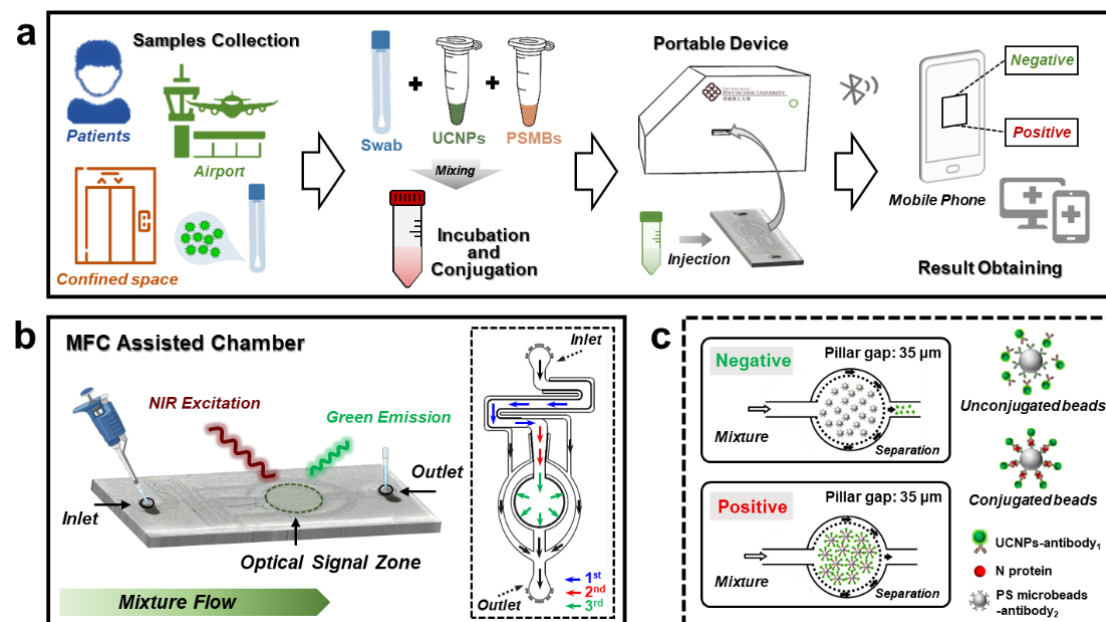 a
Samples Collection
Patients
Airport
Confined space
Swab
UCNPs
PSMBs
Mixing
Incubation
and
Conjugation
Portable Device
POLYTECHNIC UNIVERSITY
Injection
Negative
Positive
Mobile Phone
Result Obtaining
b
MFC Assisted Chamber
NIR Excitation
Green Emission
Inlet
Outlet
Optical Signal Zone
Mixture Flow
Inlet
Outlet
1st
2nd
3rd
c
Negative
Pillar gap: 35 μm
Mixture
Separation
Positive
Pillar gap: 35 μm
Mixture
Separation
Unconjugated beads
Conjugated beads
UCNPs-antibody1
N protein
PS microbeads
-antibody2